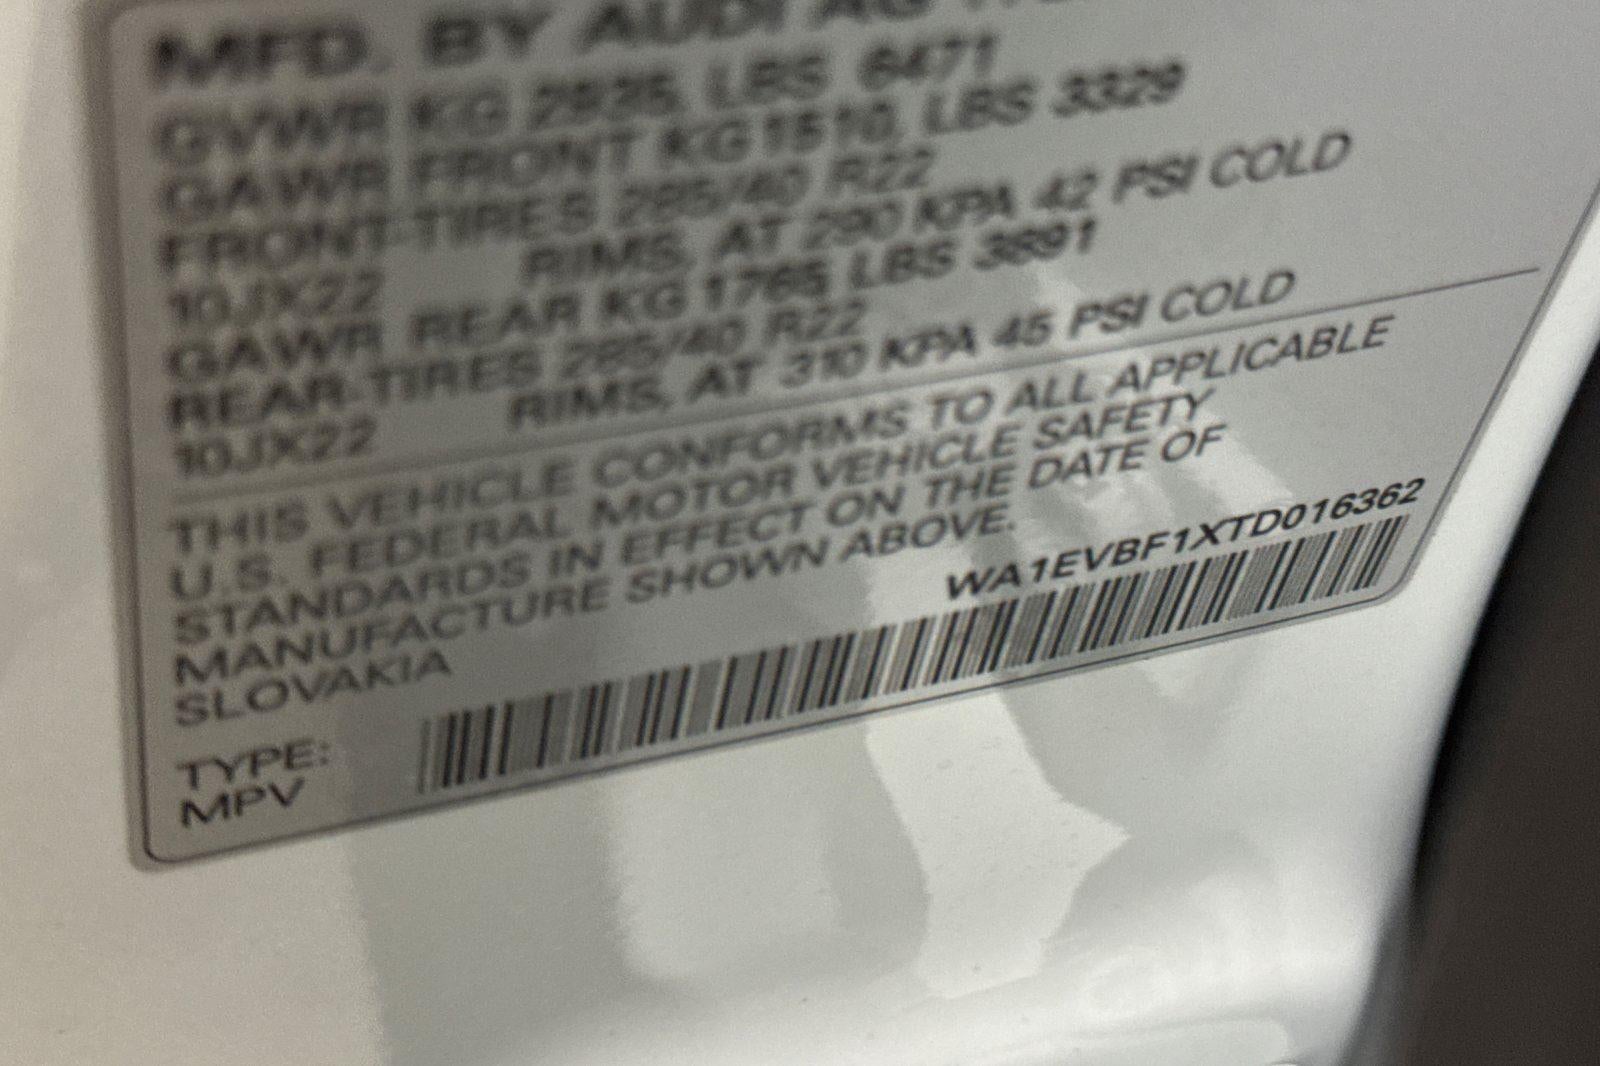 MFD. BY AUDI AG
GVWR KG 2935, LBS 6471
GAWR FRONT KG 1510, LBS 3329
FRONT-TIRES 285/40 R22
10JX22 RIMS, AT 290 KPA 42 PSI COLD
GAWR REAR KG 1765 LBS 3891
REAR-TIRES 285/40 R22
10JX22 RIMS, AT 310 KPA 45 PSI COLD
THIS VEHICLE CONFORMS TO ALL APPLICABLE
U.S. FEDERAL MOTOR VEHICLE SAFETY
STANDARDS IN EFFECT ON THE DATE OF
MANUFACTURE SHOWN ABOVE.
SLOVAKIA
WA1EVBF1XTD016362
TYPE:
MPV